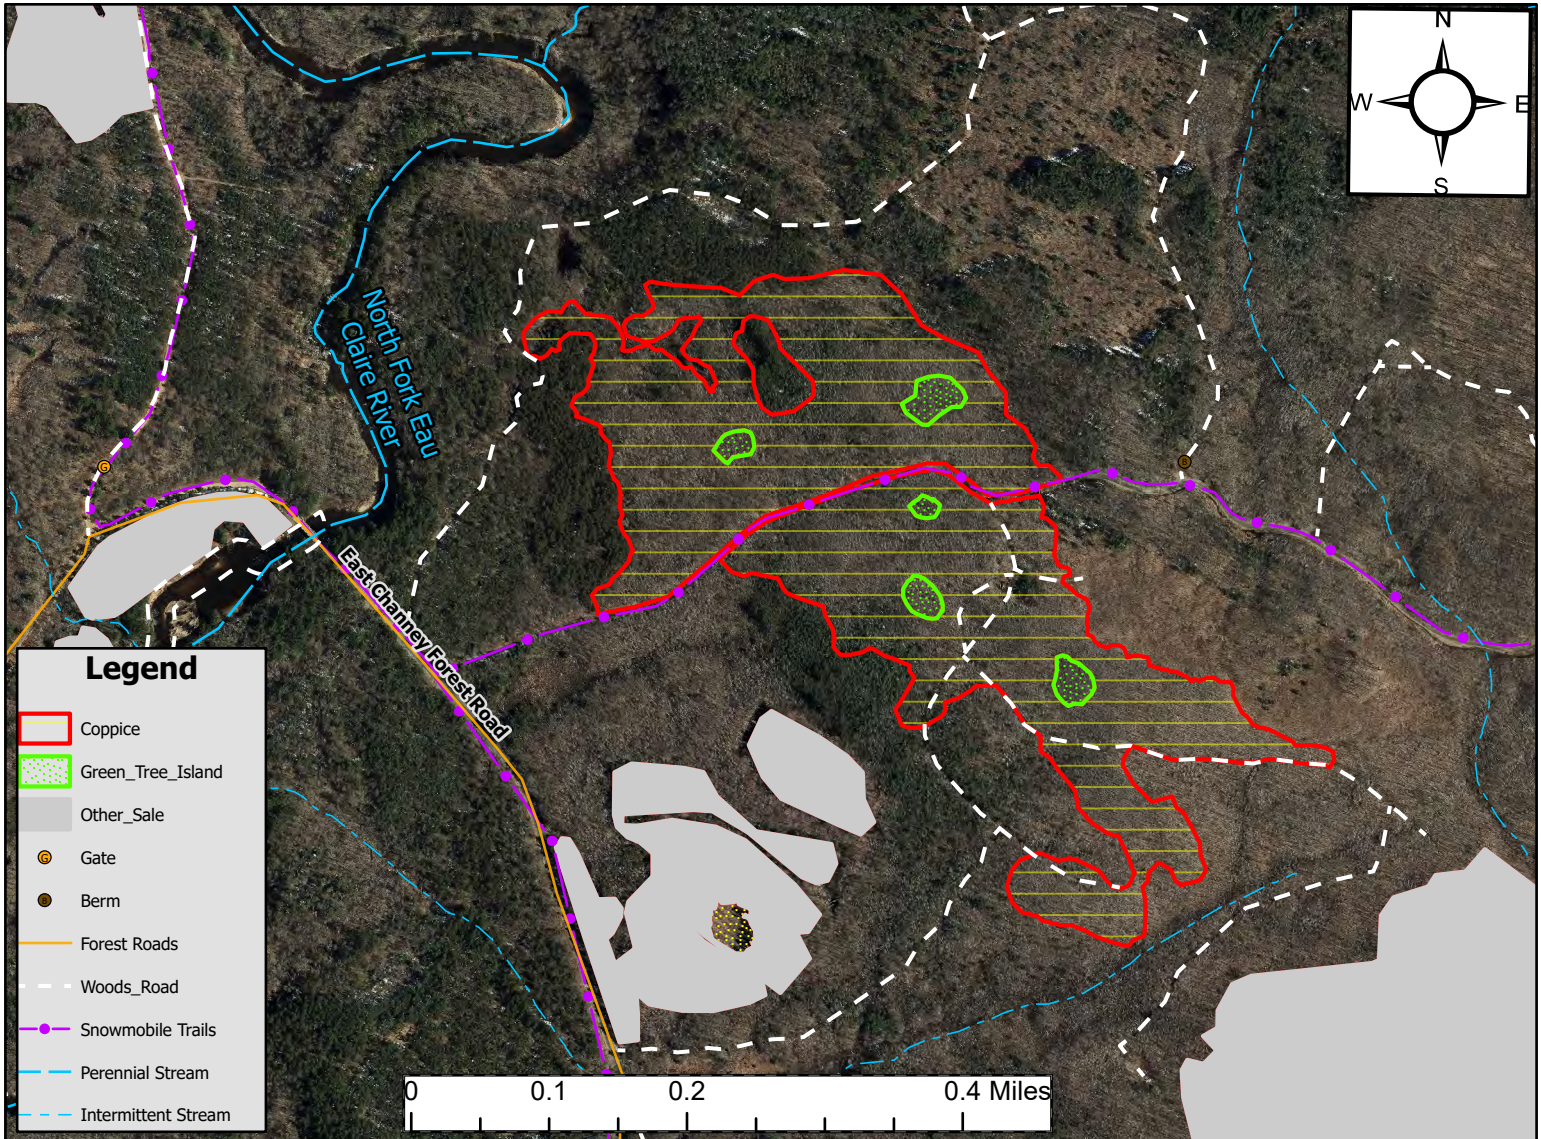 N
W E
S
North Fork Eau
Claire River
G
B
East Channey Forest Road
Legend
Coppice
Green_Tree_Island
Other_Sale
G Gate
B Berm
Forest Roads
Woods_Road
Snowmobile Trails
Perennial Stream
Intermittent Stream
0 0.1 0.2 0.4 Miles